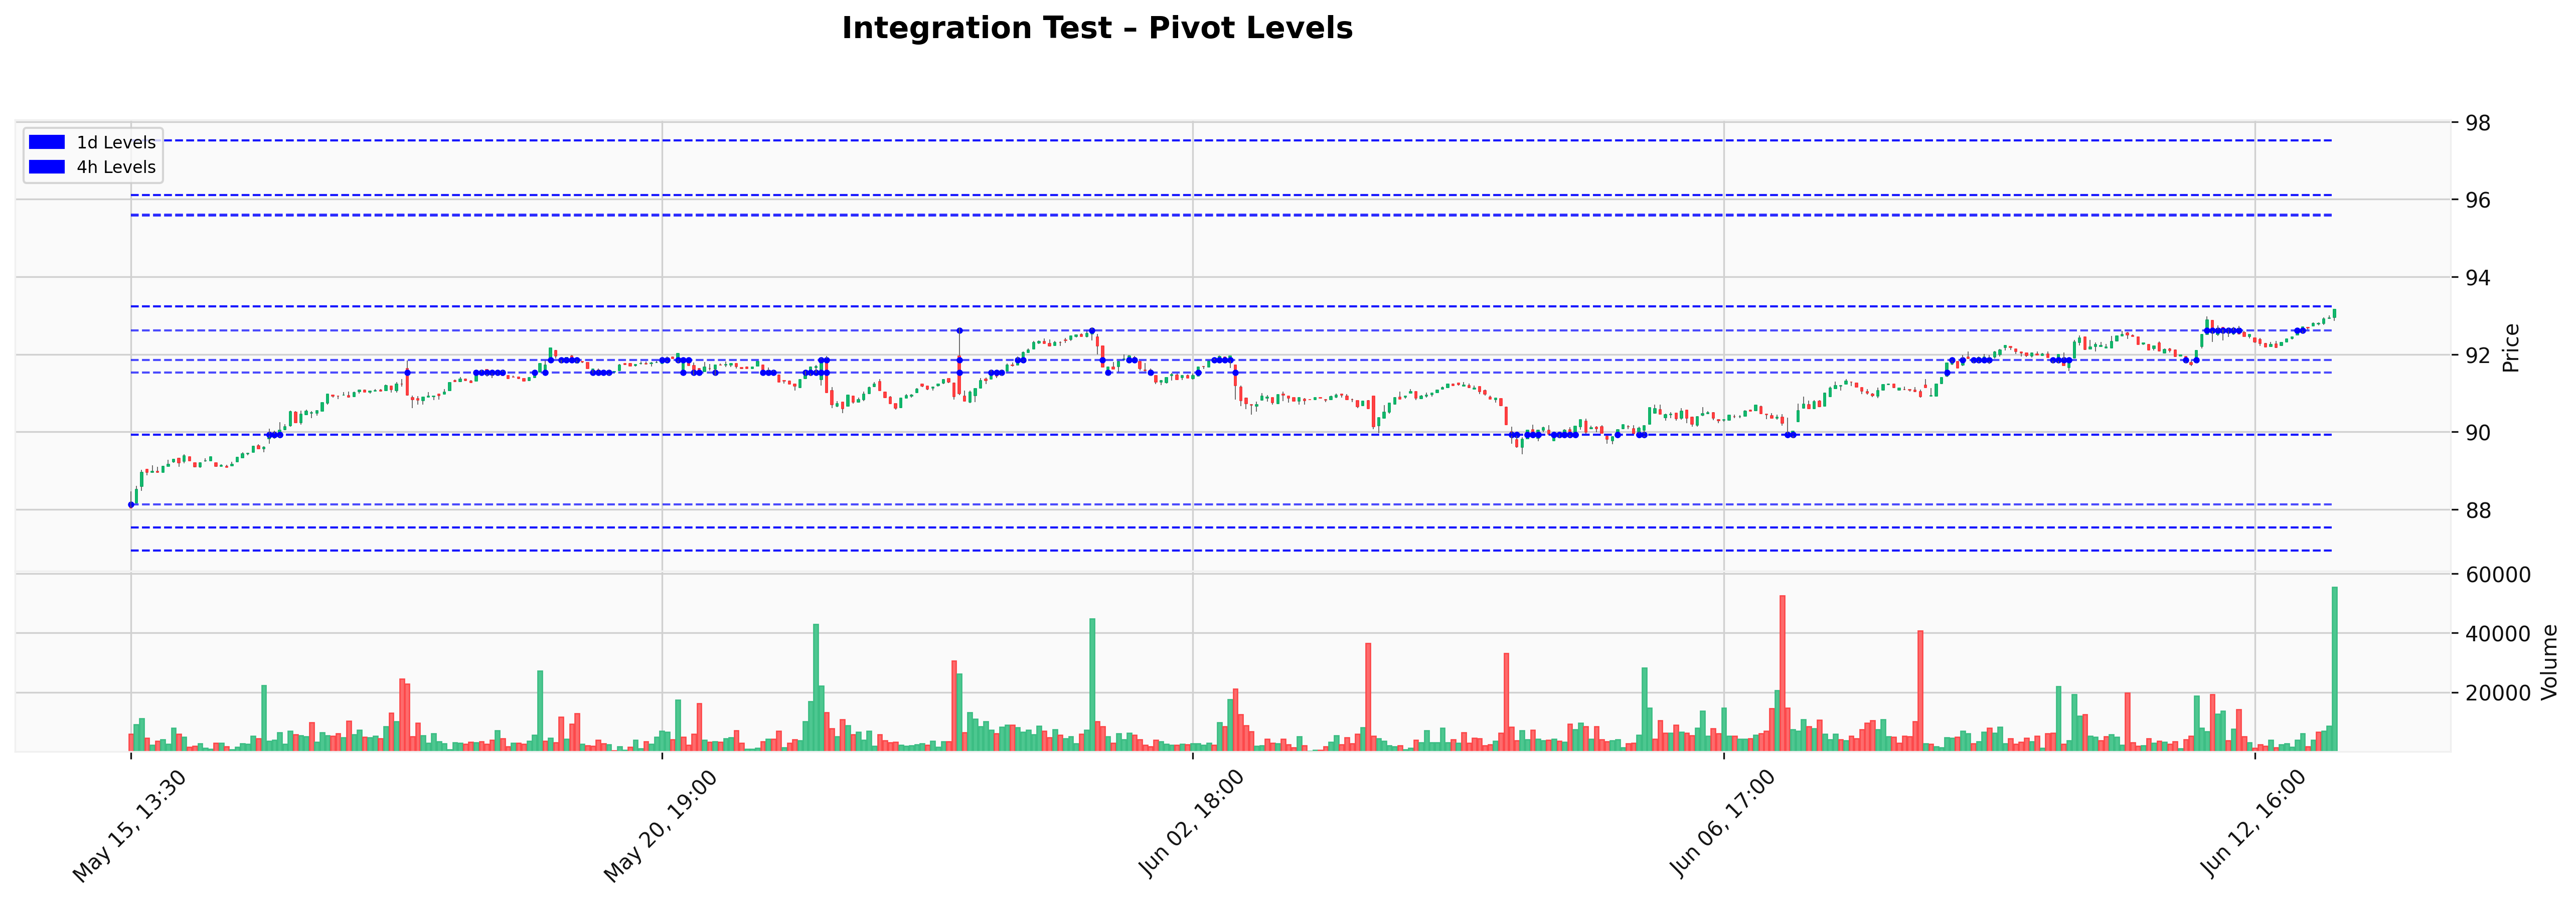 Integration Test – Pivot Levels
1d Levels
4h Levels
98
96
94
92
90
88
Price
60000
40000
20000
Volume
May 15, 13:30
May 20, 19:00
Jun 02, 18:00
Jun 06, 17:00
Jun 12, 16:00